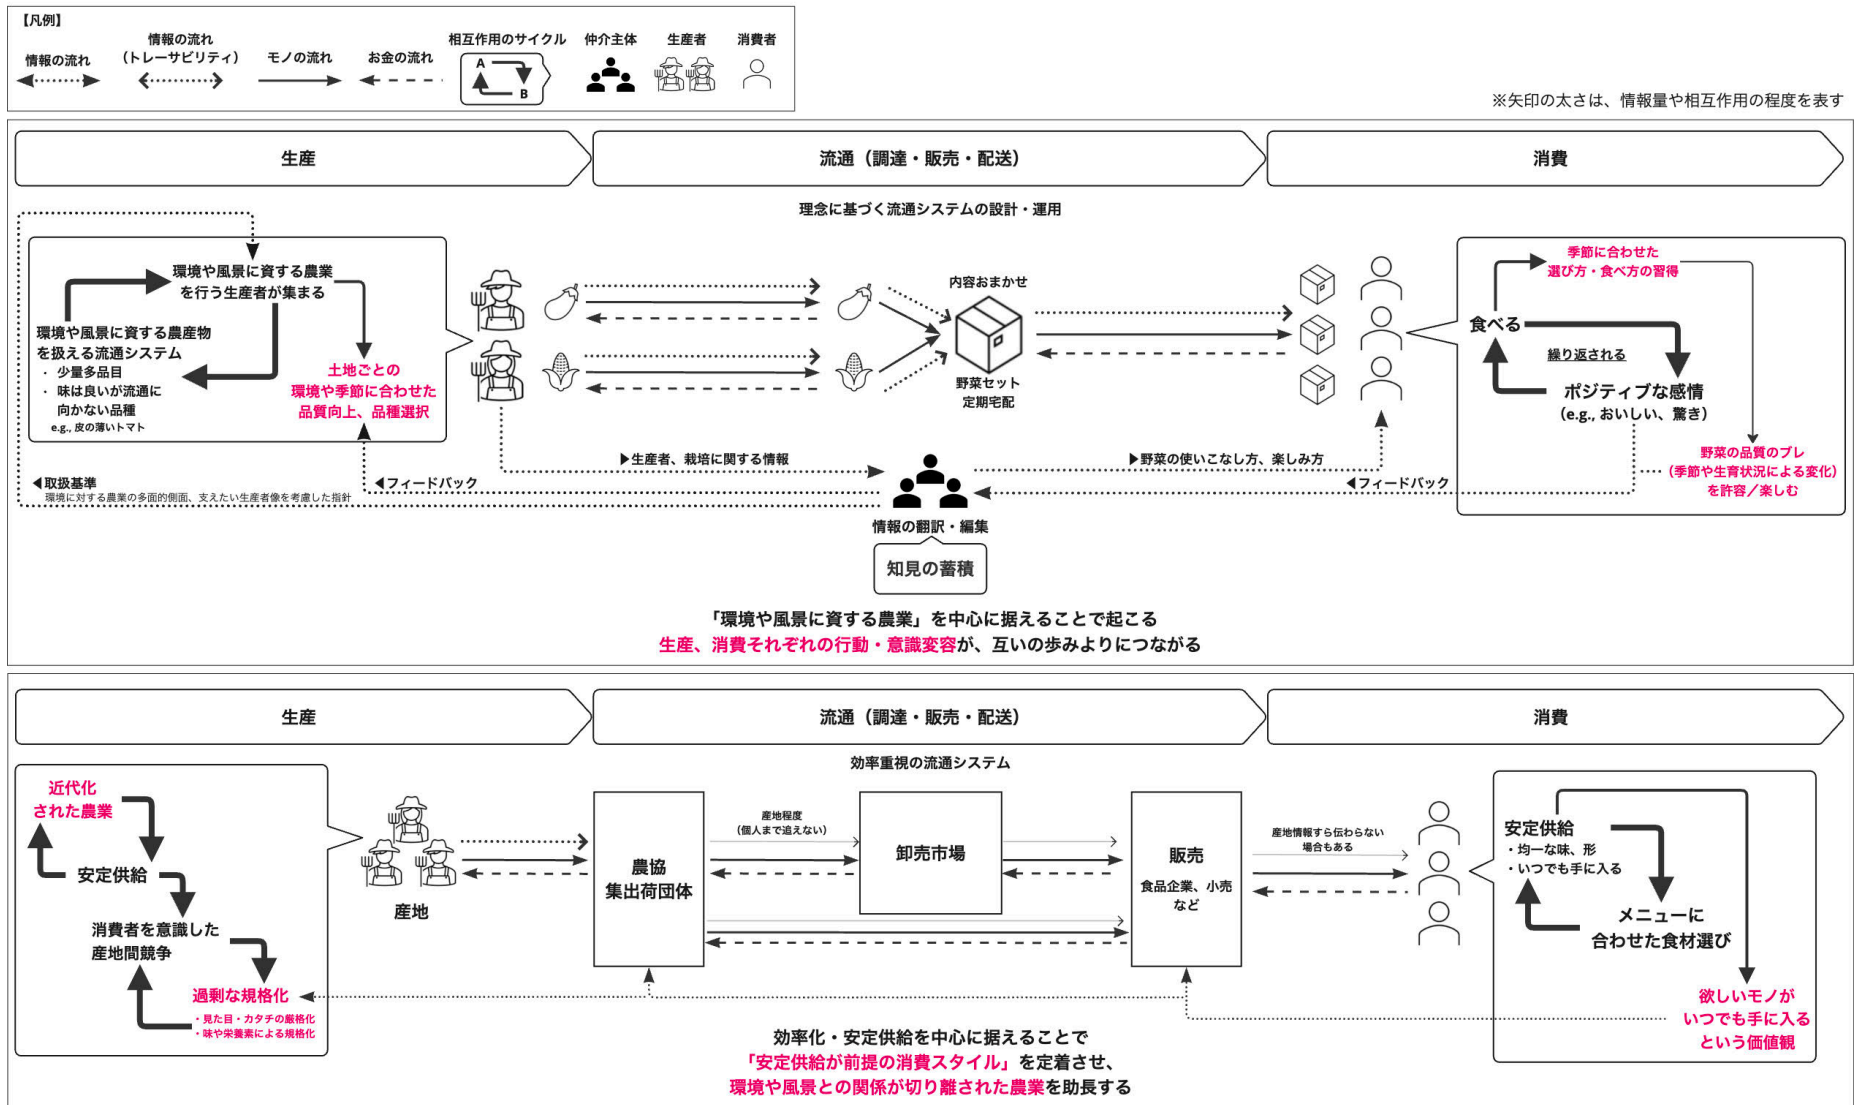 【凡例】
情報の流れ
情報の流れ
（トレーサビリティ）
モノの流れ
お金の流れ
相互作用のサイクル
A
B
仲介主体
生産者
消費者
※矢印の太さは、情報量や相互作用の程度を表す
生産
流通（調達・販売・配送）
消費
理念に基づく流通システムの設計・運用
環境や風景に資する農業
を行う生産者が集まる
環境や風景に資する農産物
を扱える流通システム
・ 少量多品目
・ 味は良いが流通に
向かない品種
e.g., 皮の薄いトマト
土地ごとの
環境や季節に合わせた
品質向上、品種選択
内容おまかせ
野菜セット
定期宅配
季節に合わせた
選び方・食べ方の習得
食べる
繰り返される
ポジティブな感情
（e.g., おいしい、驚き）
野菜の品質のブレ
（季節や生育状況による変化）
を許容／楽しむ
▶生産者、栽培に関する情報
▶野菜の使いこなし方、楽しみ方
◀取扱基準
環境に対する農業の多面的側面、支えたい生産者像を考慮した指針
◀フィードバック
◀フィードバック
情報の翻訳・編集
知見の蓄積
「環境や風景に資する農業」を中心に据えることで起こる
生産、消費それぞれの行動・意識変容が、互いの歩みよりにつながる
生産
流通（調達・販売・配送）
消費
効率重視の流通システム
近代化
された農業
安定供給
消費者を意識した
産地間競争
過剰な規格化
・見た目・カタチの厳格化
・味や栄養素による規格化
産地
農協
集出荷団体
産地程度
（個人まで追えない）
卸売市場
販売
食品企業、小売
など
産地情報すら伝わらない
場合もある
安定供給
・均一な味、形
・いつでも手に入る
メニューに
合わせた食材選び
欲しいモノが
いつでも手に入る
という価値観
効率化・安定供給を中心に据えることで
「安定供給が前提の消費スタイル」を定着させ、
環境や風景との関係が切り離された農業を助長する